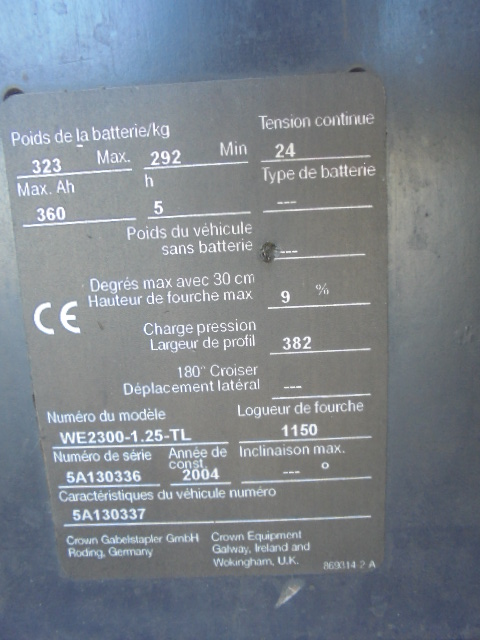 Poids de la batterie/kg
Tension continue
323 Max. 292 Min 24
Max. Ah h Type de batterie
360 5 ---
Poids du véhicule
sans batterie ---
Degrés max avec 30 cm
Hauteur de fourche max 9 %
CE
Charge pression
Largeur de profil 382
180° Croiser
Déplacement latéral ---
Numéro du modèle Logueur de fourche
WE2300-1.25-TL 1150
Numéro de série Année de const. Inclinaison max.
5A130336 2004 --- °
Caractéristiques du véhicule numéro
5A130337
Crown Gabelstapler GmbH Crown Equipment
Roding, Germany Galway, Ireland and
Wokingham, U.K. 869314-2 A